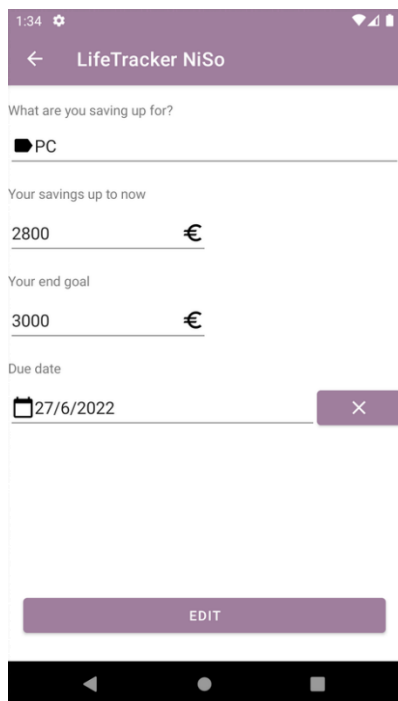 1:34
LifeTracker NiSo
What are you saving up for?
PC
Your savings up to now
2800 €
Your end goal
3000 €
Due date
27/6/2022
EDIT